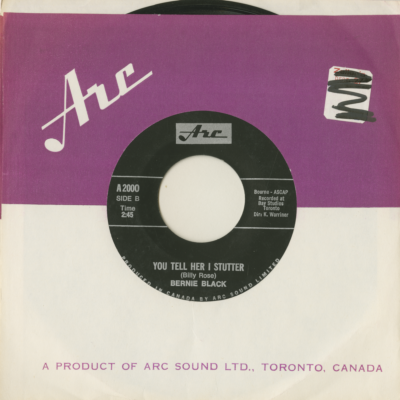 Arc
Arc
A 2000
SIDE B
Time
2:45
Bourne - ASCAP
Recorded at
Bay Studios
Toronto
Dir. K. Warriner
YOU TELL HER I STUTTER
(Billy Rose)
BERNIE BLACK
PRODUCED IN CANADA BY ARC SOUND LIMITED
A PRODUCT OF ARC SOUND LTD., TORONTO, CANADA